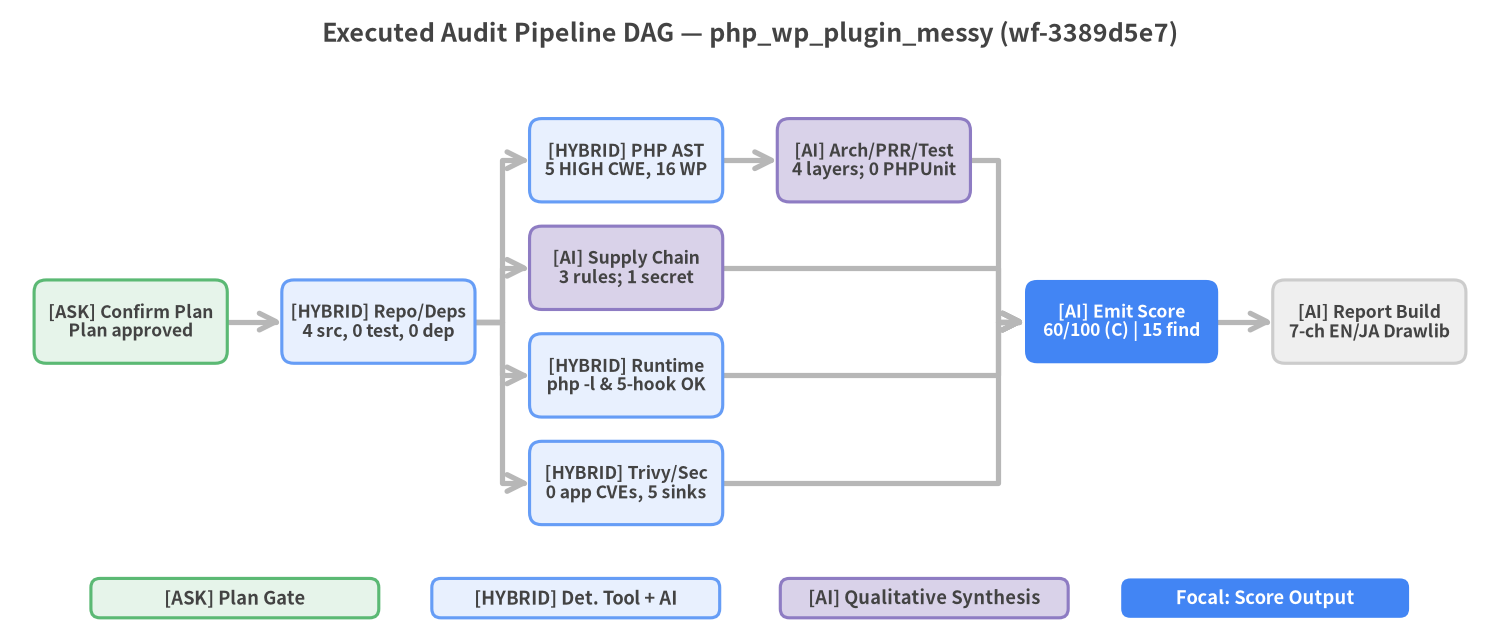 Executed Audit Pipeline DAG — php_wp_plugin_messy (wf-3389d5e7)
[ASK] Confirm Plan
Plan approved
[HYBRID] Repo/Deps
4 src, 0 test, 0 dep
[HYBRID] PHP AST
5 HIGH CWE, 16 WP
[AI] Arch/PRR/Test
4 layers; 0 PHPUnit
[AI] Supply Chain
3 rules; 1 secret
[HYBRID] Runtime
php -l & 5-hook OK
[HYBRID] Trivy/Sec
0 app CVEs, 5 sinks
[AI] Emit Score
60/100 (C) | 15 find
[AI] Report Build
7-ch EN/JA Drawlib
[ASK] Plan Gate
[HYBRID] Det. Tool + AI
[AI] Qualitative Synthesis
Focal: Score Output